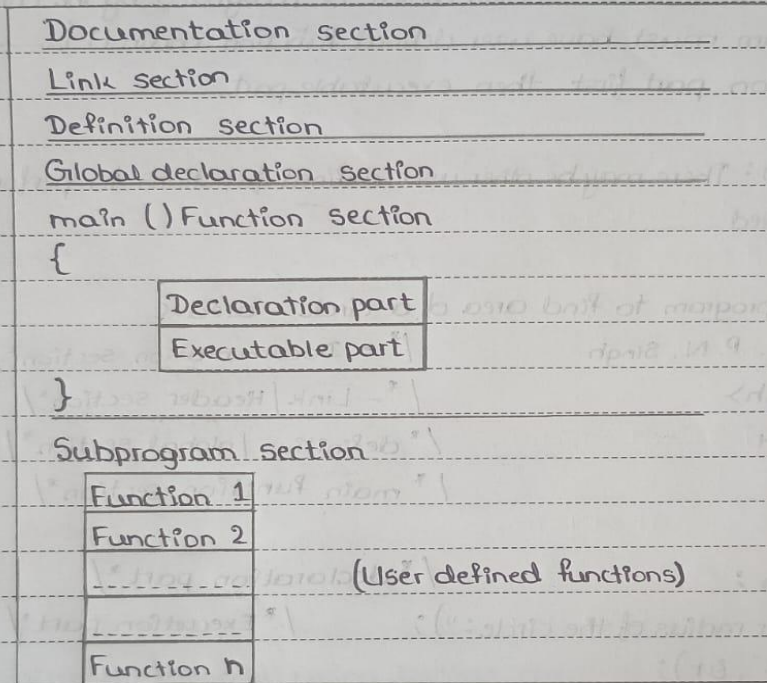 Documentation section
Link section
Definition section
Global declaration section
main () Function section
{
Declaration part
Executable part
}
Subprogram section
Function 1
Function 2
(User defined functions)
Function n